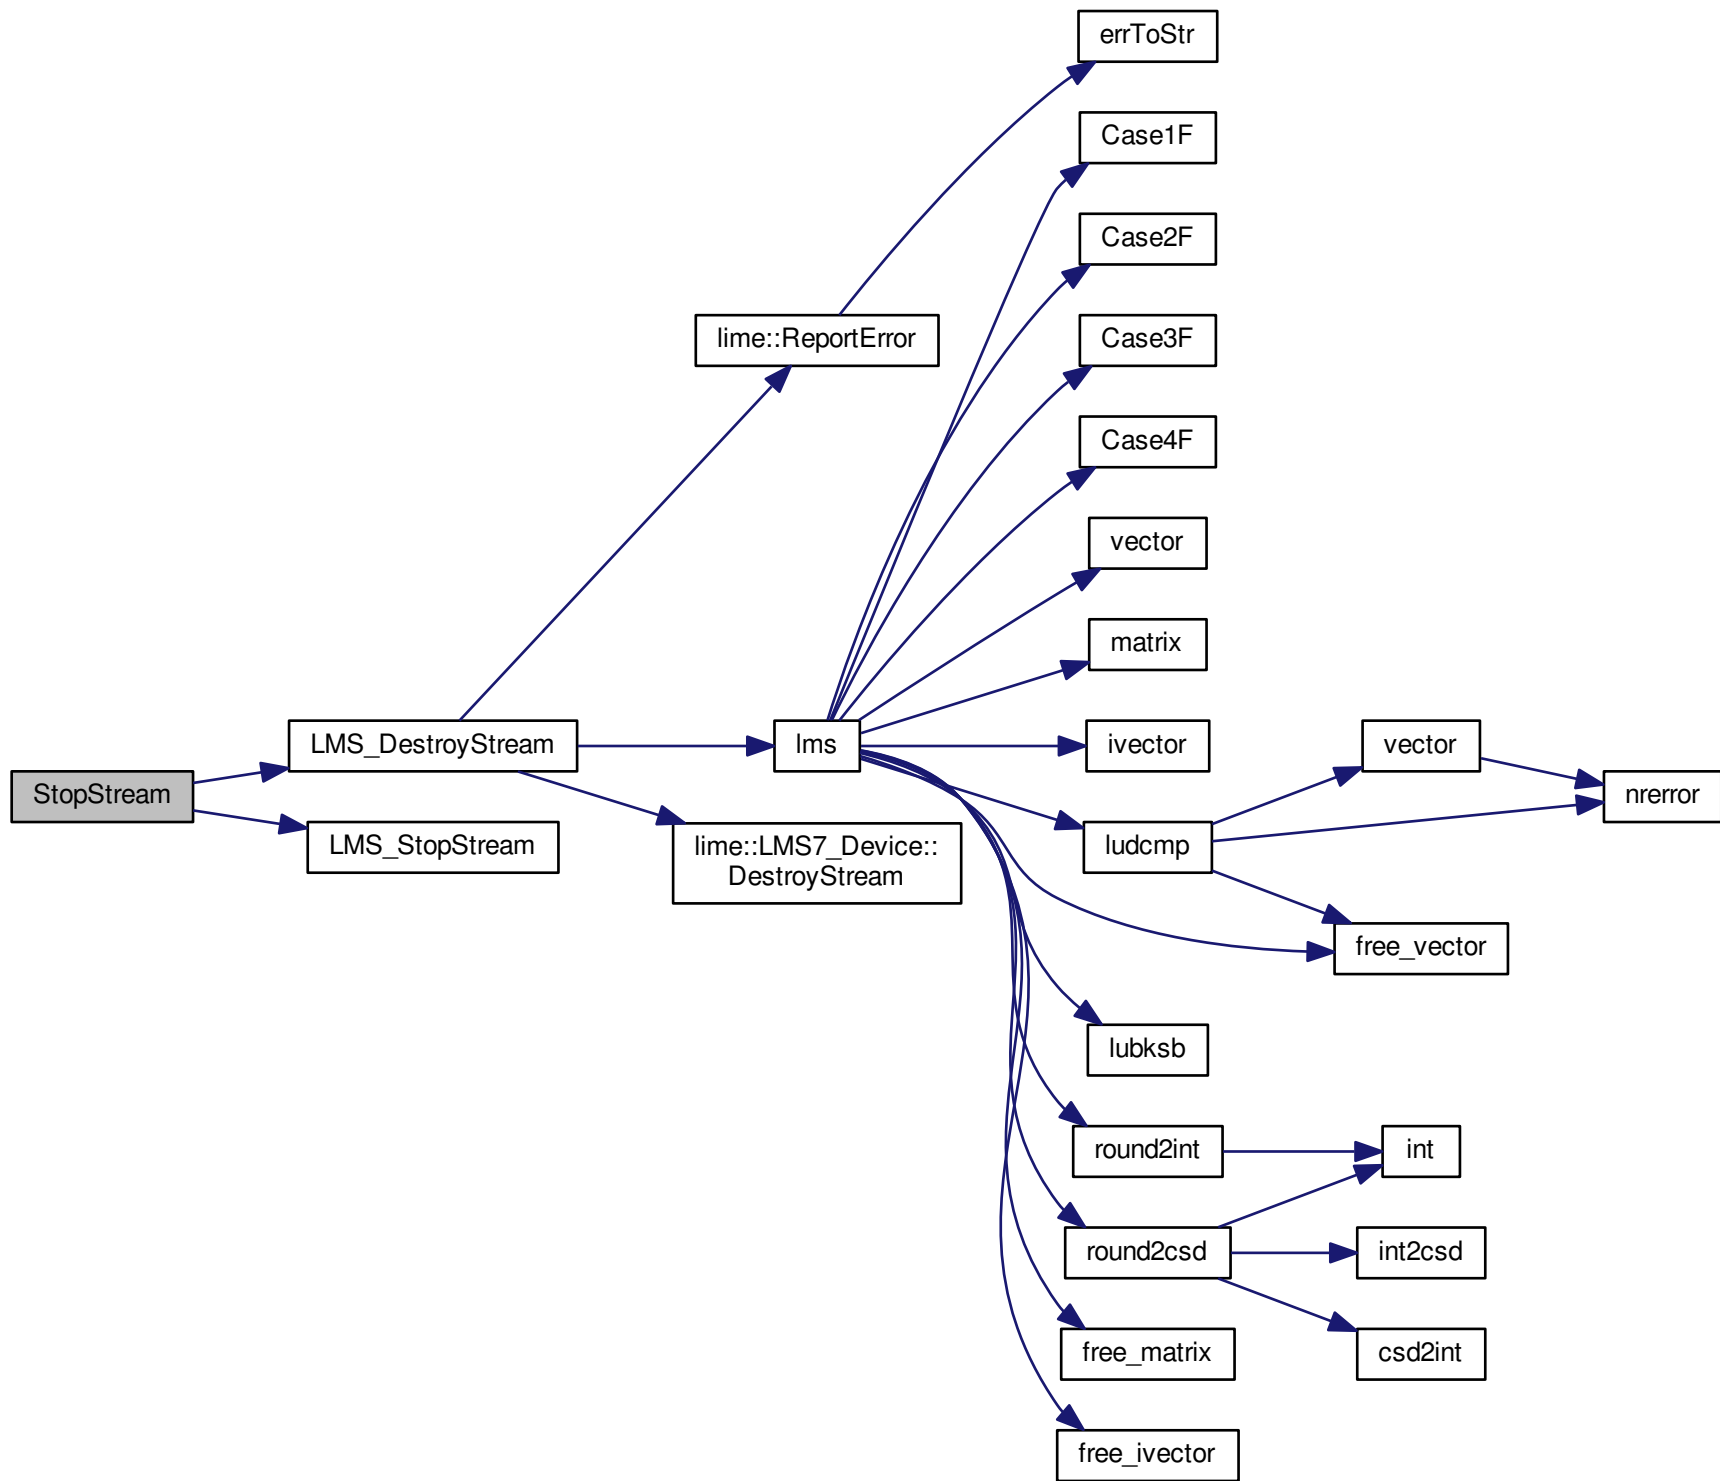 errToStr
Case1F
Case2F
lime::ReportError
Case3F
Case4F
vector
matrix
LMS_DestroyStream
lms
ivector
vector
StopStream
nrerror
LMS_StopStream
lime::LMS7_Device::
DestroyStream
ludcmp
free_vector
lubksb
round2int
int
round2csd
int2csd
free_matrix
csd2int
free_ivector